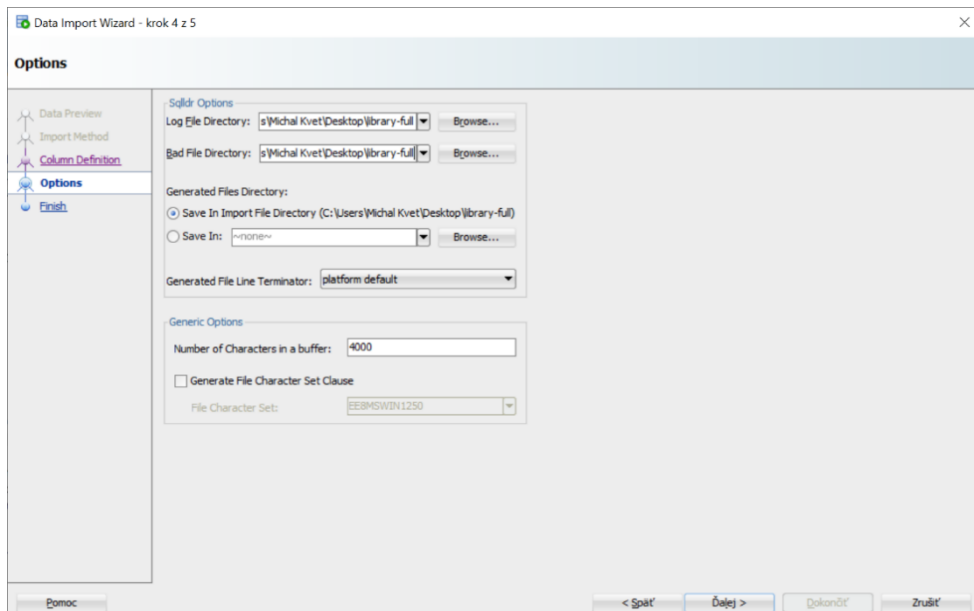 Data Import Wizard - krok 4 z 5
Options
Data Preview
Import Method
Column Definition
Options
Finish
Sqlldr Options
Log File Directory: s\Michal Kvet\Desktop\library-full Browse...
Bad File Directory: s\Michal Kvet\Desktop\library-full Browse...
Generated Files Directory:
Save In Import File Directory (C:\Users\Michal Kvet\Desktop\library-full)
Save In: ~none~ Browse...
Generated File Line Terminator: platform default
Generic Options
Number of Characters in a buffer: 4000
Generate File Character Set Clause
File Character Set: EE8MSWIN1250
Pomoc < Späť Ďalej > Dokončiť Zrušiť